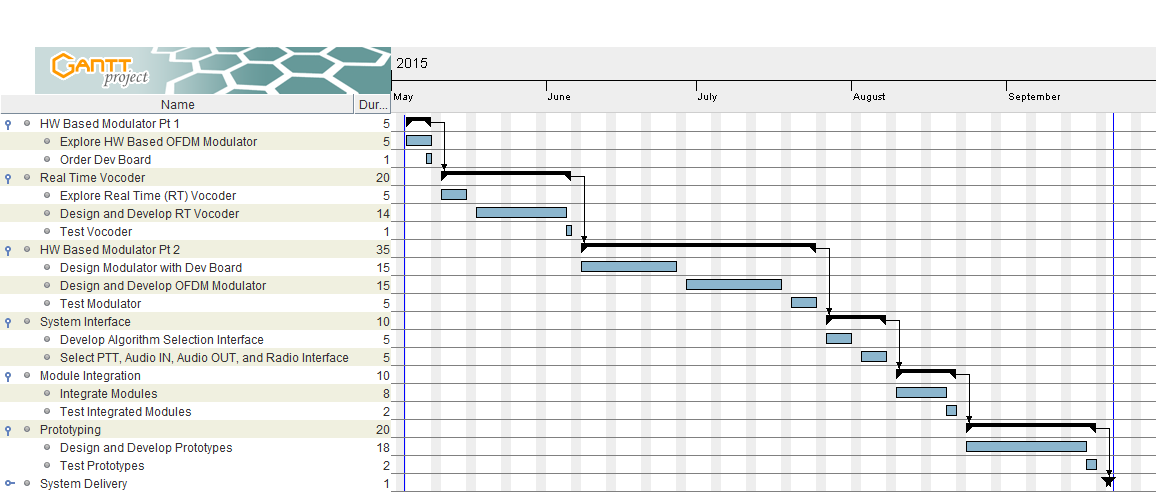 GANTT
project
2015
Name Dur...
May June July August September
HW Based Modulator Pt 1 5
Explore HW Based OFDM Modulator 5
Order Dev Board 1
Real Time Vocoder 20
Explore Real Time (RT) Vocoder 5
Design and Develop RT Vocoder 14
Test Vocoder 1
HW Based Modulator Pt 2 35
Design Modulator with Dev Board 15
Design and Develop OFDM Modulator 15
Test Modulator 5
System Interface 10
Develop Algorithm Selection Interface 5
Select PTT, Audio IN, Audio OUT, and Radio Interface 5
Module Integration 10
Integrate Modules 8
Test Integrated Modules 2
Prototyping 20
Design and Develop Prototypes 18
Test Prototypes 2
System Delivery 1